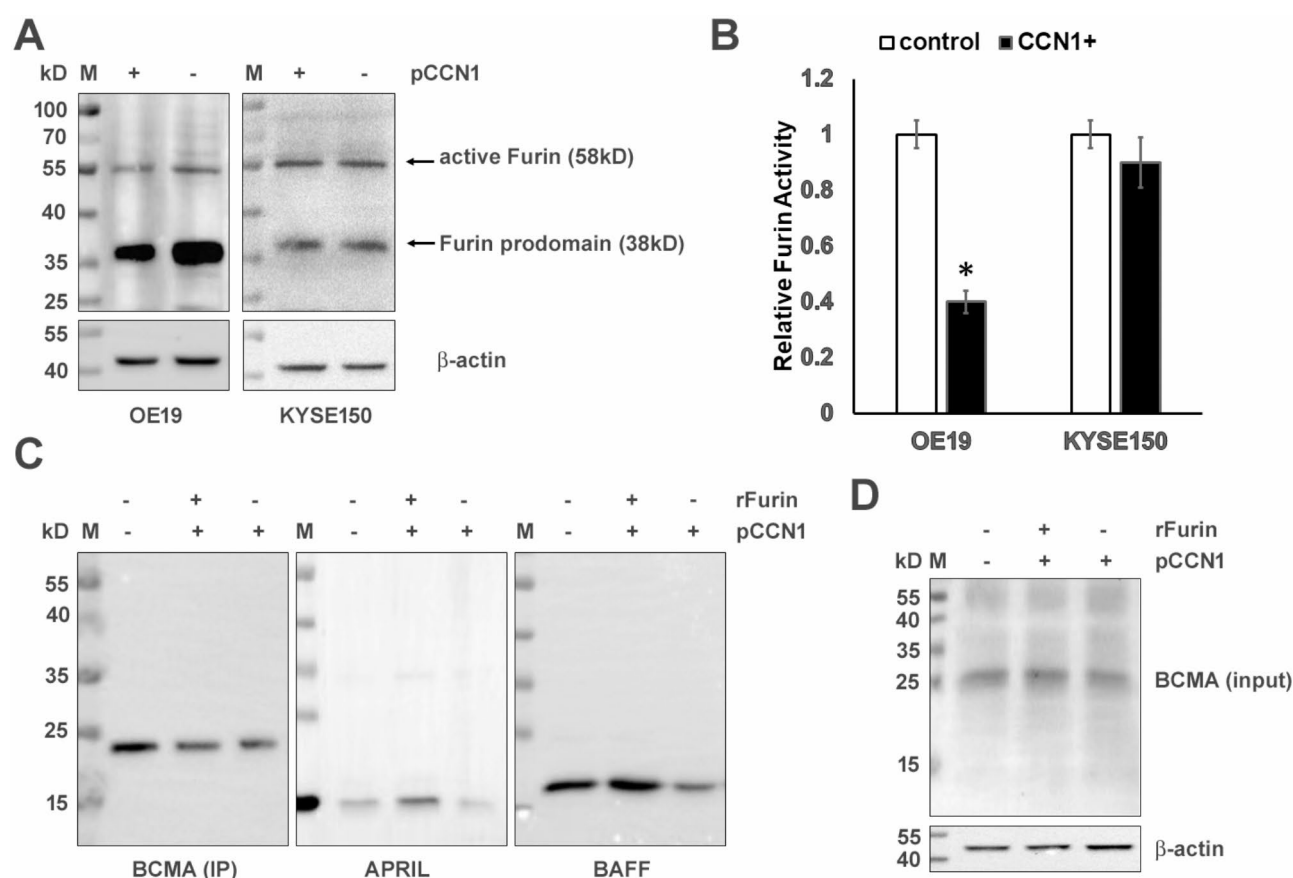 A
kD M + - M + - pCCN1
100
70
55
40
35
25
active Furin (58kD)
Furin prodomain (38kD)
55
40
β-actin
OE19 KYSE150
B
control CCN1+
Relative Furin Activity
1.2
1
0.8
0.6
0.4
0.2
0
*
OE19 KYSE150
C
- + - - + - - + - rFurin
kD M - + + M - + + M - + + pCCN1
55
40
35
25
15
BCMA (IP) APRIL BAFF
D
- + - rFurin
kD M - + + pCCN1
55
40
35
25
15
BCMA (input)
55
40
β-actin